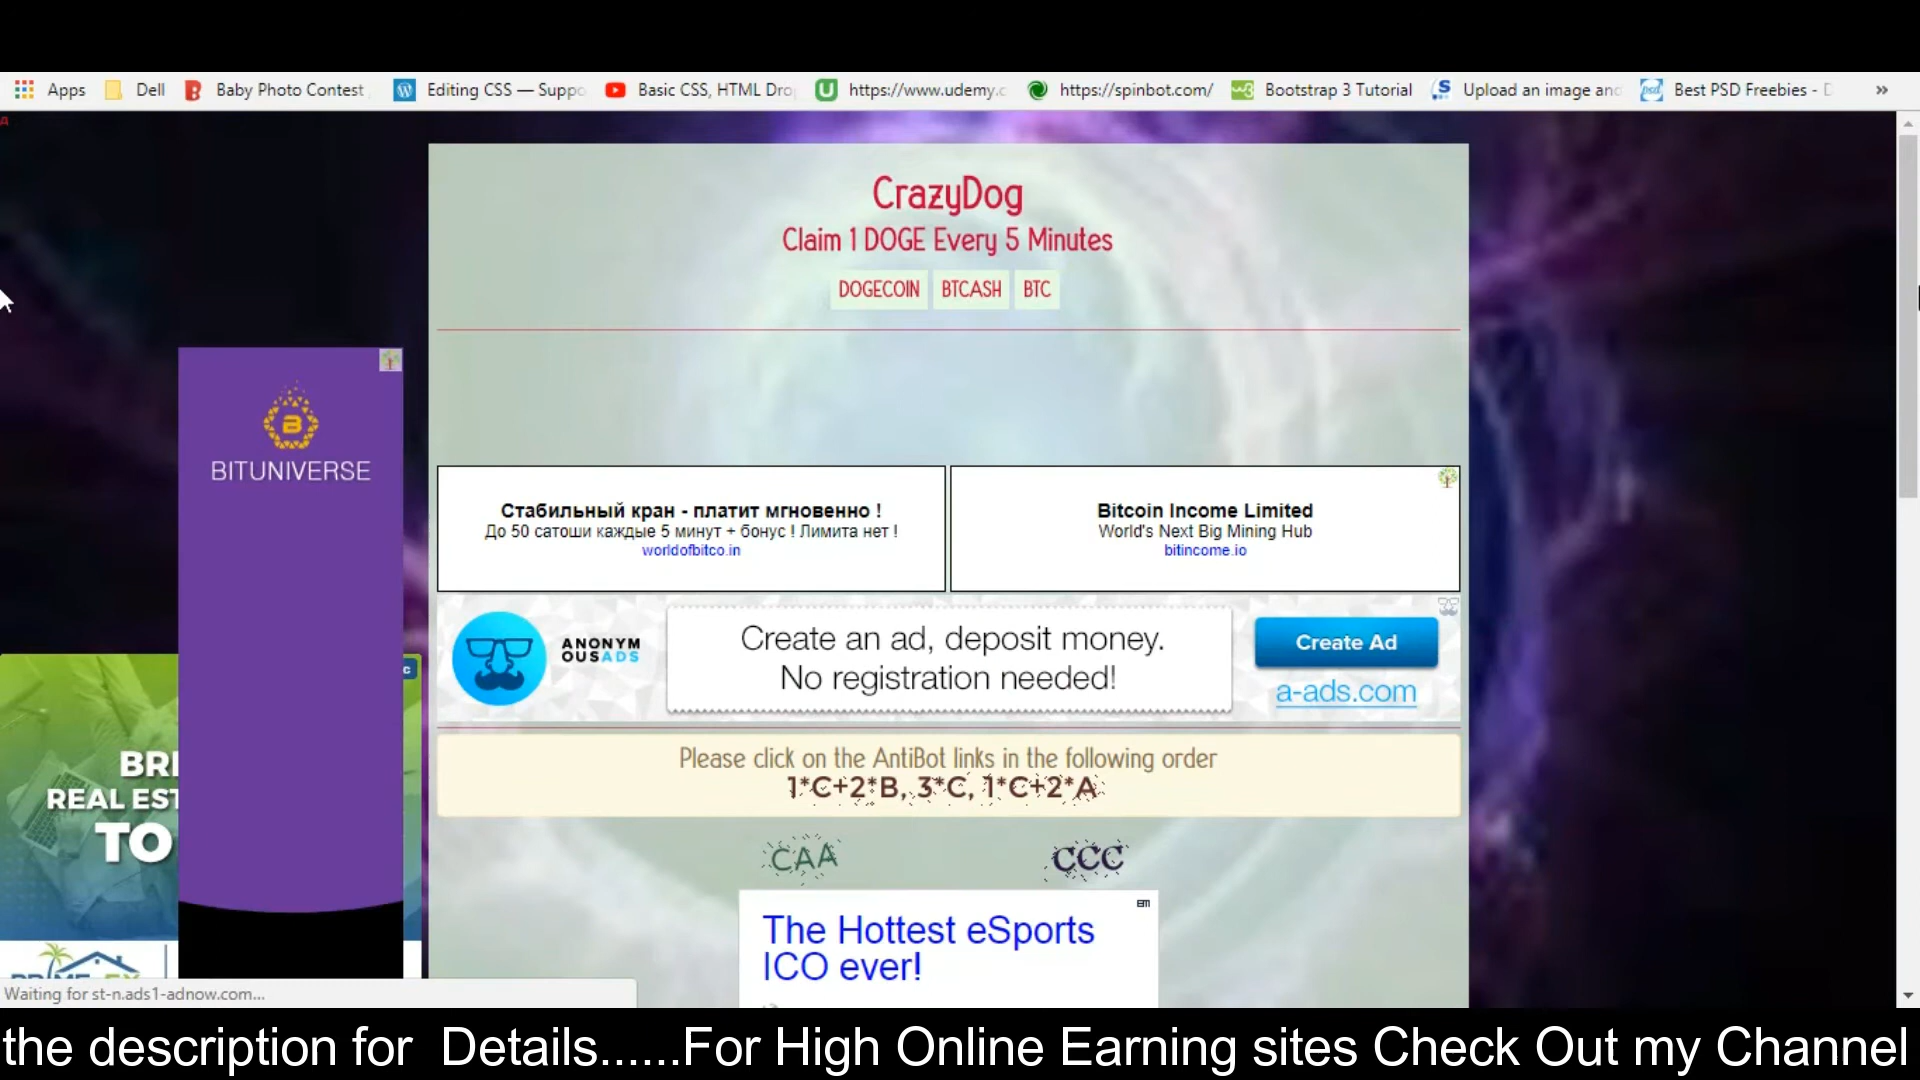 Apps Dell Baby Photo Contest Editing CSS — Suppo Basic CSS, HTML Dro https://www.udemy.c https://spinbot.com/ Bootstrap 3 Tutorial Upload an image and Best PSD Freebies - D »
CrazyDog
Claim 1 DOGE Every 5 Minutes
DOGECOIN BTCASH BTC
BITUNIVERSE
Стабильный кран - платит мгновенно !
До 50 сатоши каждые 5 минут + бонус ! Лимита нет !
worldofbitco.in
Bitcoin Income Limited
World's Next Big Mining Hub
bitincome.io
ANONYM
OUSADS
Create an ad, deposit money.
No registration needed!
Create Ad
a-ads.com
BRI
REAL EST
TO
Please click on the AntiBot links in the following order
1*C+2*B, 3*C, 1*C+2*A
CAA CCC
The Hottest eSports
ICO ever!
Waiting for st-n.ads1-adnow.com...
the description for Details......For High Online Earning sites Check Out my Channel